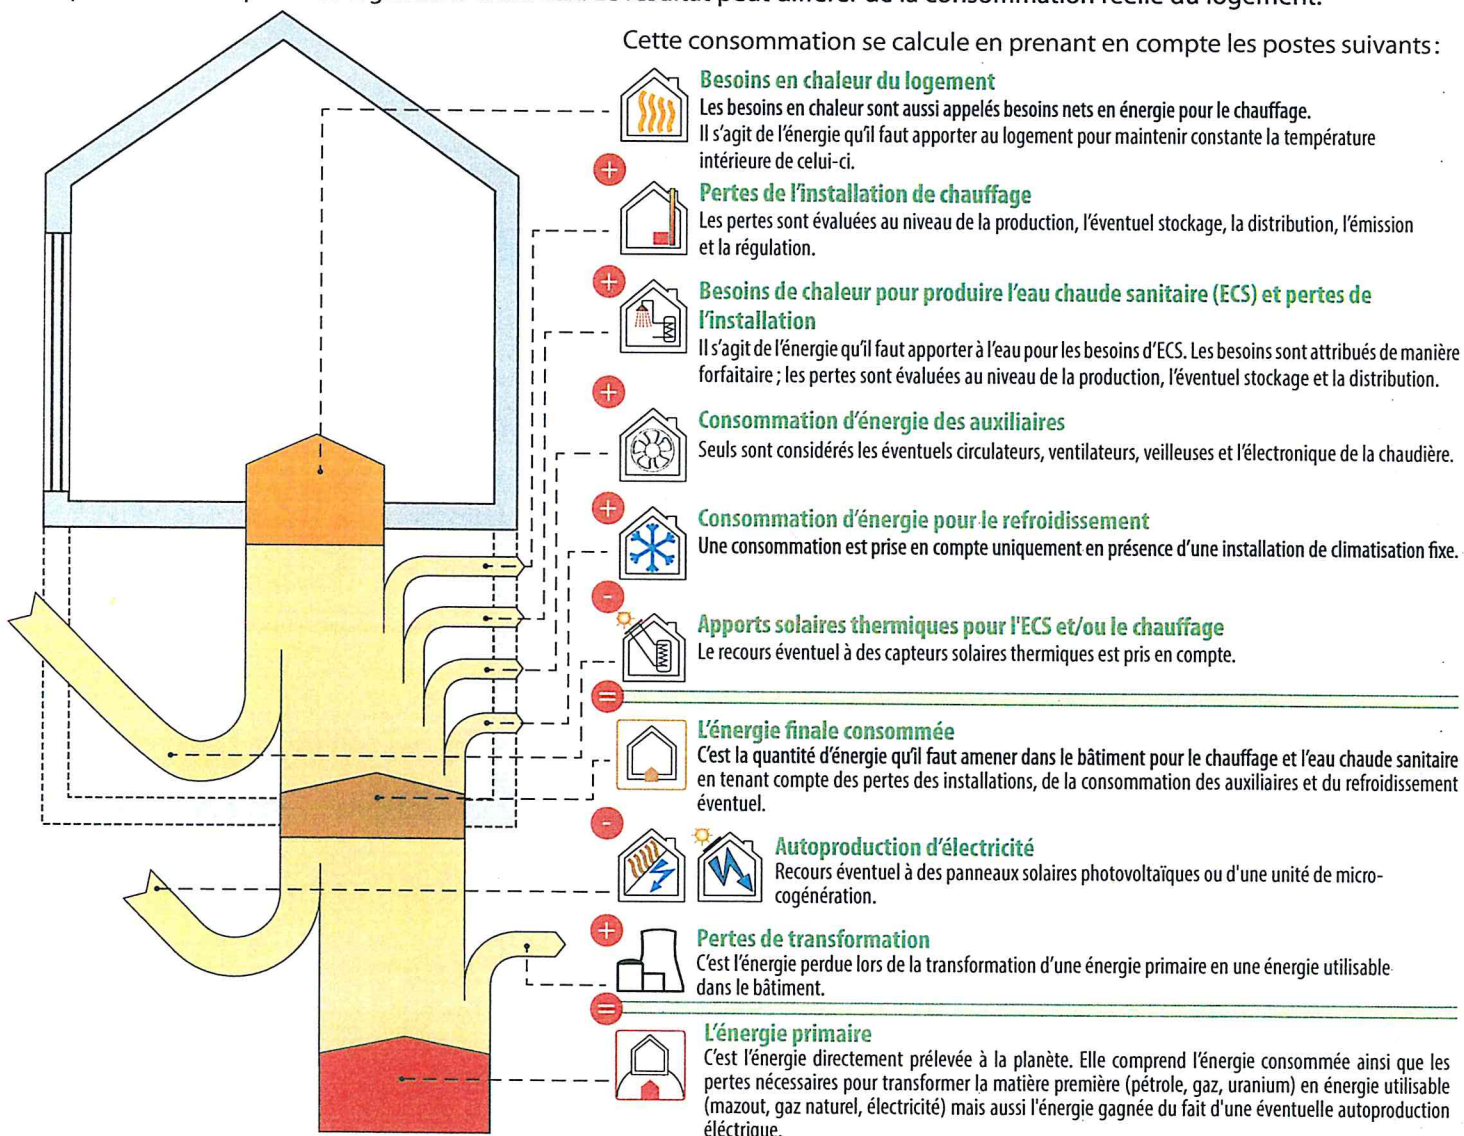 résultat peut différer de la consommation réelle du logement.
Cette consommation se calcule en prenant en compte les postes suivants :
Besoins en chaleur du logement
Les besoins en chaleur sont aussi appelés besoins nets en énergie pour le chauffage.
Il s'agit de l'énergie qu'il faut apporter au logement pour maintenir constante la température
intérieure de celui-ci.
+
Pertes de l'installation de chauffage
Les pertes sont évaluées au niveau de la production, l'éventuel stockage, la distribution, l'émission
et la régulation.
+
Besoins de chaleur pour produire l'eau chaude sanitaire (ECS) et pertes de
l'installation
Il s'agit de l'énergie qu'il faut apporter à l'eau pour les besoins d'ECS. Les besoins sont attribués de manière
forfaitaire ; les pertes sont évaluées au niveau de la production, l'éventuel stockage et la distribution.
+
Consommation d'énergie des auxiliaires
Seuls sont considérés les éventuels circulateurs, ventilateurs, veilleuses et l'électronique de la chaudière.
+
Consommation d'énergie pour le refroidissement
Une consommation est prise en compte uniquement en présence d'une installation de climatisation fixe.
-
Apports solaires thermiques pour l'ECS et/ou le chauffage
Le recours éventuel à des capteurs solaires thermiques est pris en compte.
=
L'énergie finale consommée
C'est la quantité d'énergie qu'il faut amener dans le bâtiment pour le chauffage et l'eau chaude sanitaire
en tenant compte des pertes des installations, de la consommation des auxiliaires et du refroidissement
éventuel.
-
Autoproduction d'électricité
Recours éventuel à des panneaux solaires photovoltaïques ou d'une unité de micro-
cogénération.
+
Pertes de transformation
C'est l'énergie perdue lors de la transformation d'une énergie primaire en une énergie utilisable
dans le bâtiment.
=
L'énergie primaire
C'est l'énergie directement prélevée à la planète. Elle comprend l'énergie consommée ainsi que les
pertes nécessaires pour transformer la matière première (pétrole, gaz, uranium) en énergie utilisable
(mazout, gaz naturel, électricité) mais aussi l'énergie gagnée du fait d'une éventuelle autoproduction
éléctrique.